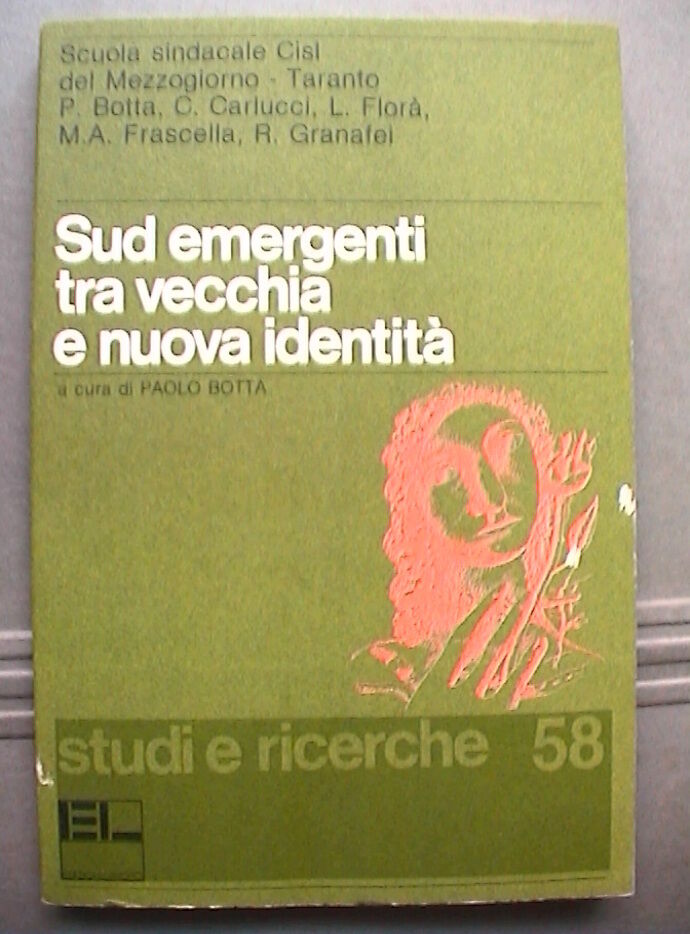 Scuola sindacale Cisl
del Mezzogiorno - Taranto
P. Botta, C. Carlucci, L. Florà,
M.A. Frascella, R. Granafei
Sud emergenti
tra vecchia
e nuova identità
a cura di PAOLO BOTTA
studi e ricerche 58
EL